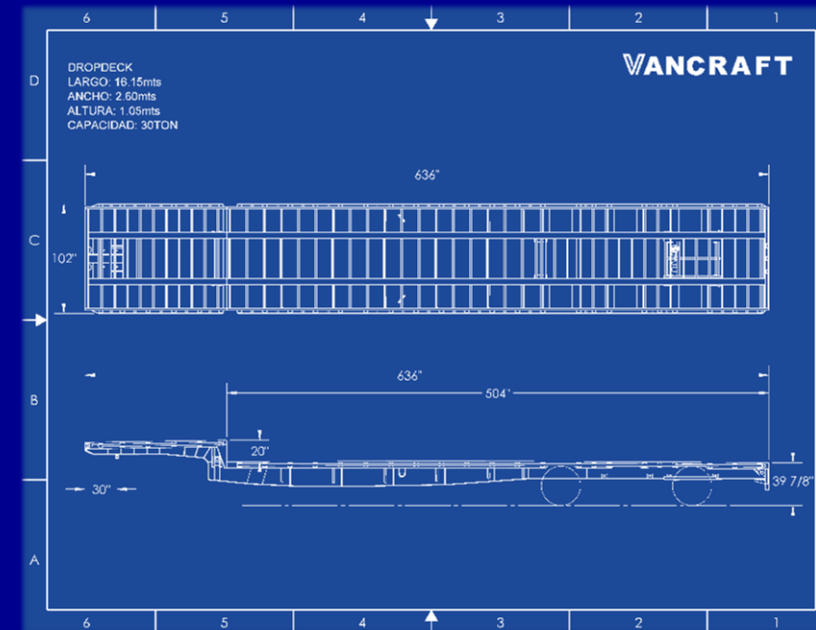 6 5 4 3 2 1
D
DROPDECK
LARGO: 16.15mts
ANCHO: 2.60mts
ALTURA: 1.05mts
CAPACIDAD: 30TON
VANCRAFT
636"
C
102"
636"
B
504"
20"
30"
39 7/8"
A
6 5 4 3 2 1